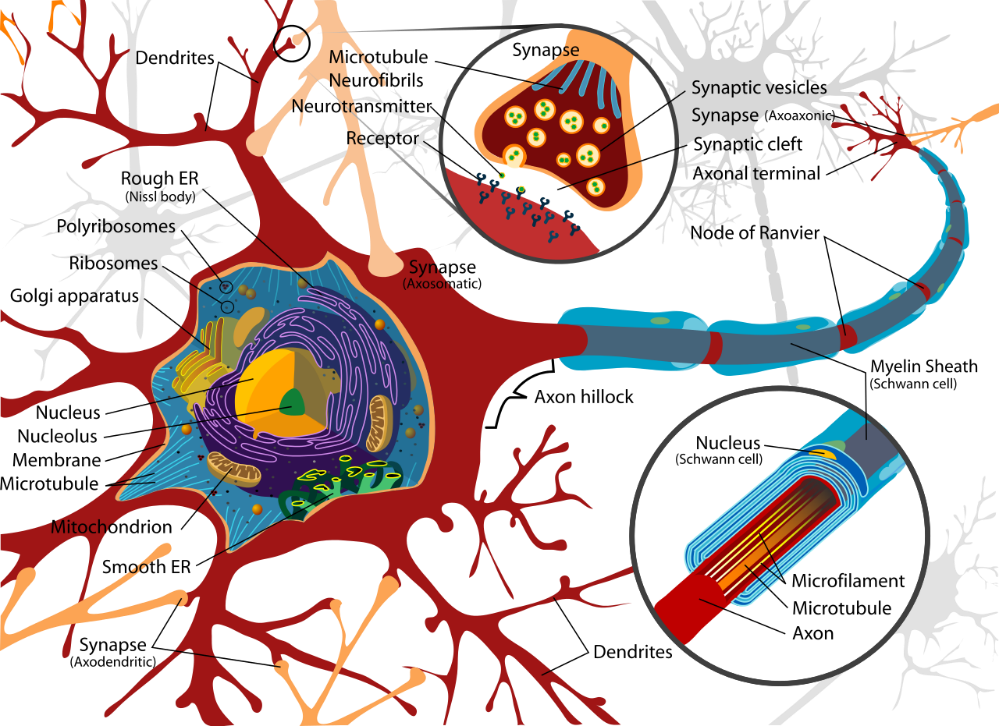 Dendrites
Microtubule
Neurofibrils
Neurotransmitter
Receptor
Synapse
Synaptic vesicles
Synapse (Axoaxonic)
Synaptic cleft
Axonal terminal
Rough ER
(Nissl body)
Polyribosomes
Ribosomes
Golgi apparatus
Synapse
(Axosomatic)
Node of Ranvier
Myelin Sheath
(Schwann cell)
Axon hillock
Nucleus
Nucleolus
Membrane
Microtubule
Mitochondrion
Smooth ER
Synapse
(Axodendritic)
Dendrites
Nucleus
(Schwann cell)
Microfilament
Microtubule
Axon